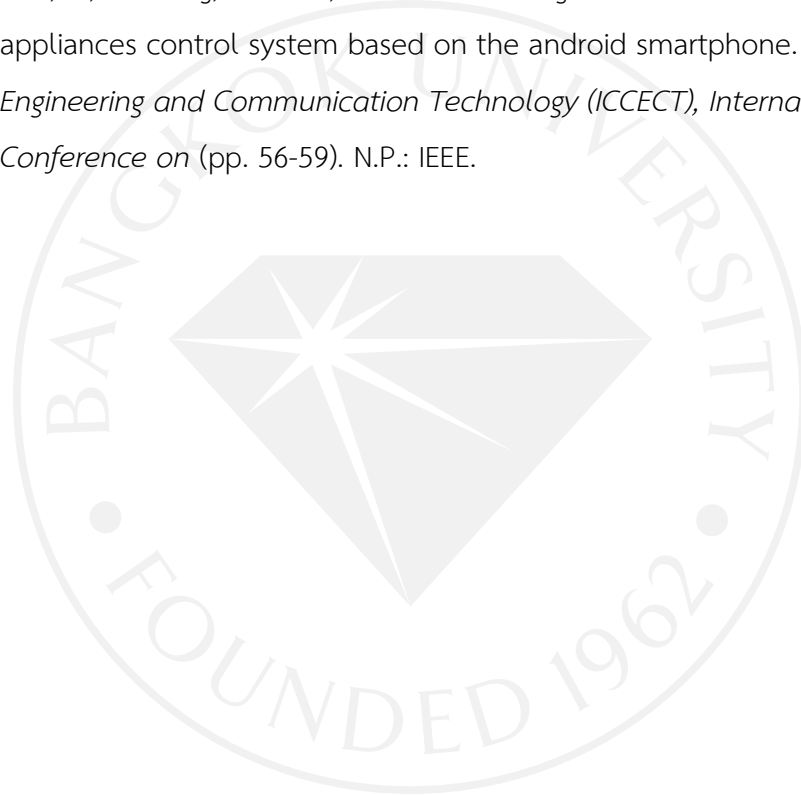 appliances control system based on the android smartphone.
Engineering and Communication Technology (ICCECT), Interna
Conference on (pp. 56-59). N.P.: IEEE.
BANGKOK UNIVERSITY
FOUNDED 1962